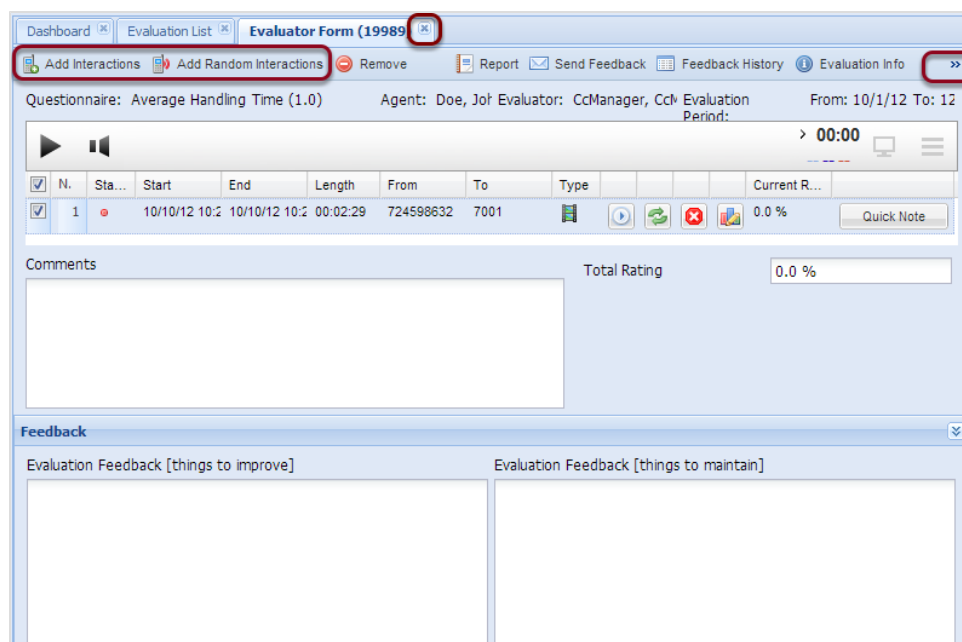 Dashboard Evaluation List Evaluator Form (19989)
Add Interactions Add Random Interactions Remove Report Send Feedback Feedback History Evaluation Info »
Questionnaire: Average Handling Time (1.0) Agent: Doe, Joh Evaluator: CcManager, CcM Evaluation Period: From: 10/1/12 To: 12
> 00:00
N. Sta... Start End Length From To Type Current R...
1 10/10/12 10:2 10/10/12 10:2 00:02:29 724598632 7001 0.0 % Quick Note
Comments Total Rating 0.0 %
Feedback
Evaluation Feedback [things to improve] Evaluation Feedback [things to maintain]